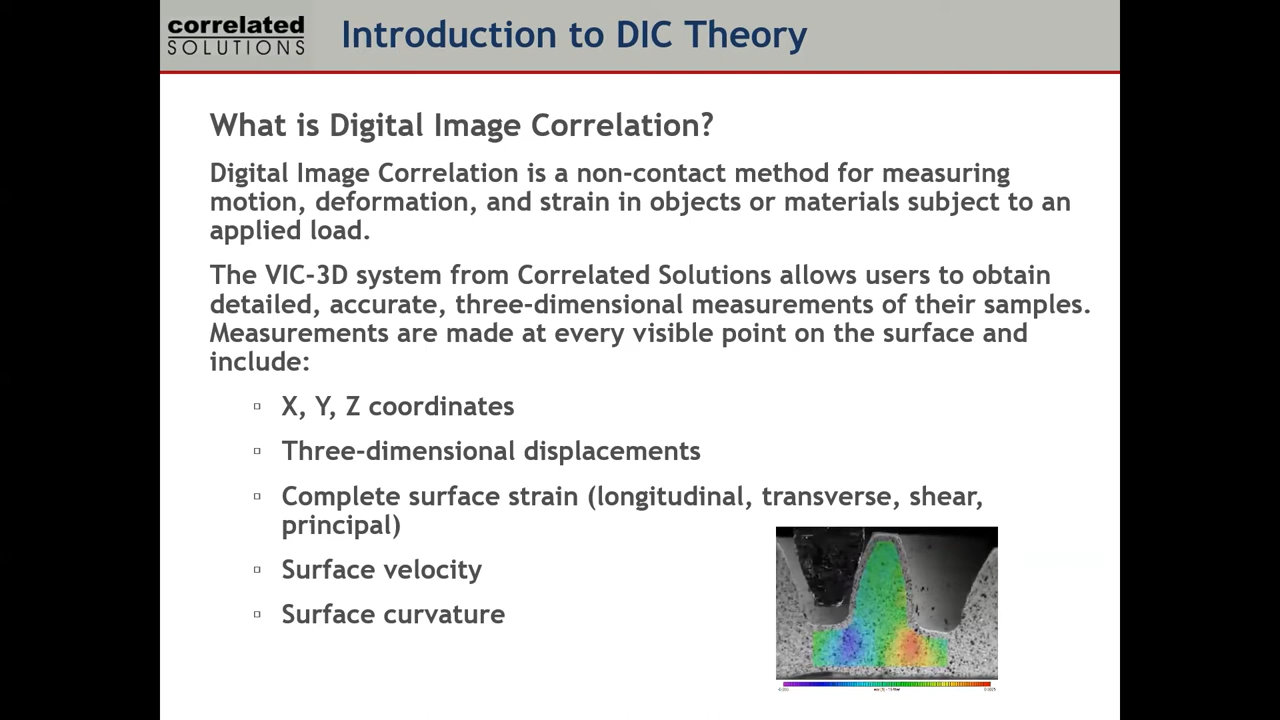 correlated
SOLUTIONS
Introduction to DIC Theory
What is Digital Image Correlation?
Digital Image Correlation is a non-contact method for measuring
motion, deformation, and strain in objects or materials subject to an
applied load.
The VIC-3D system from Correlated Solutions allows users to obtain
detailed, accurate, three-dimensional measurements of their samples.
Measurements are made at every visible point on the surface and
include:
X, Y, Z coordinates
Three-dimensional displacements
Complete surface strain (longitudinal, transverse, shear,
principal)
Surface velocity
Surface curvature